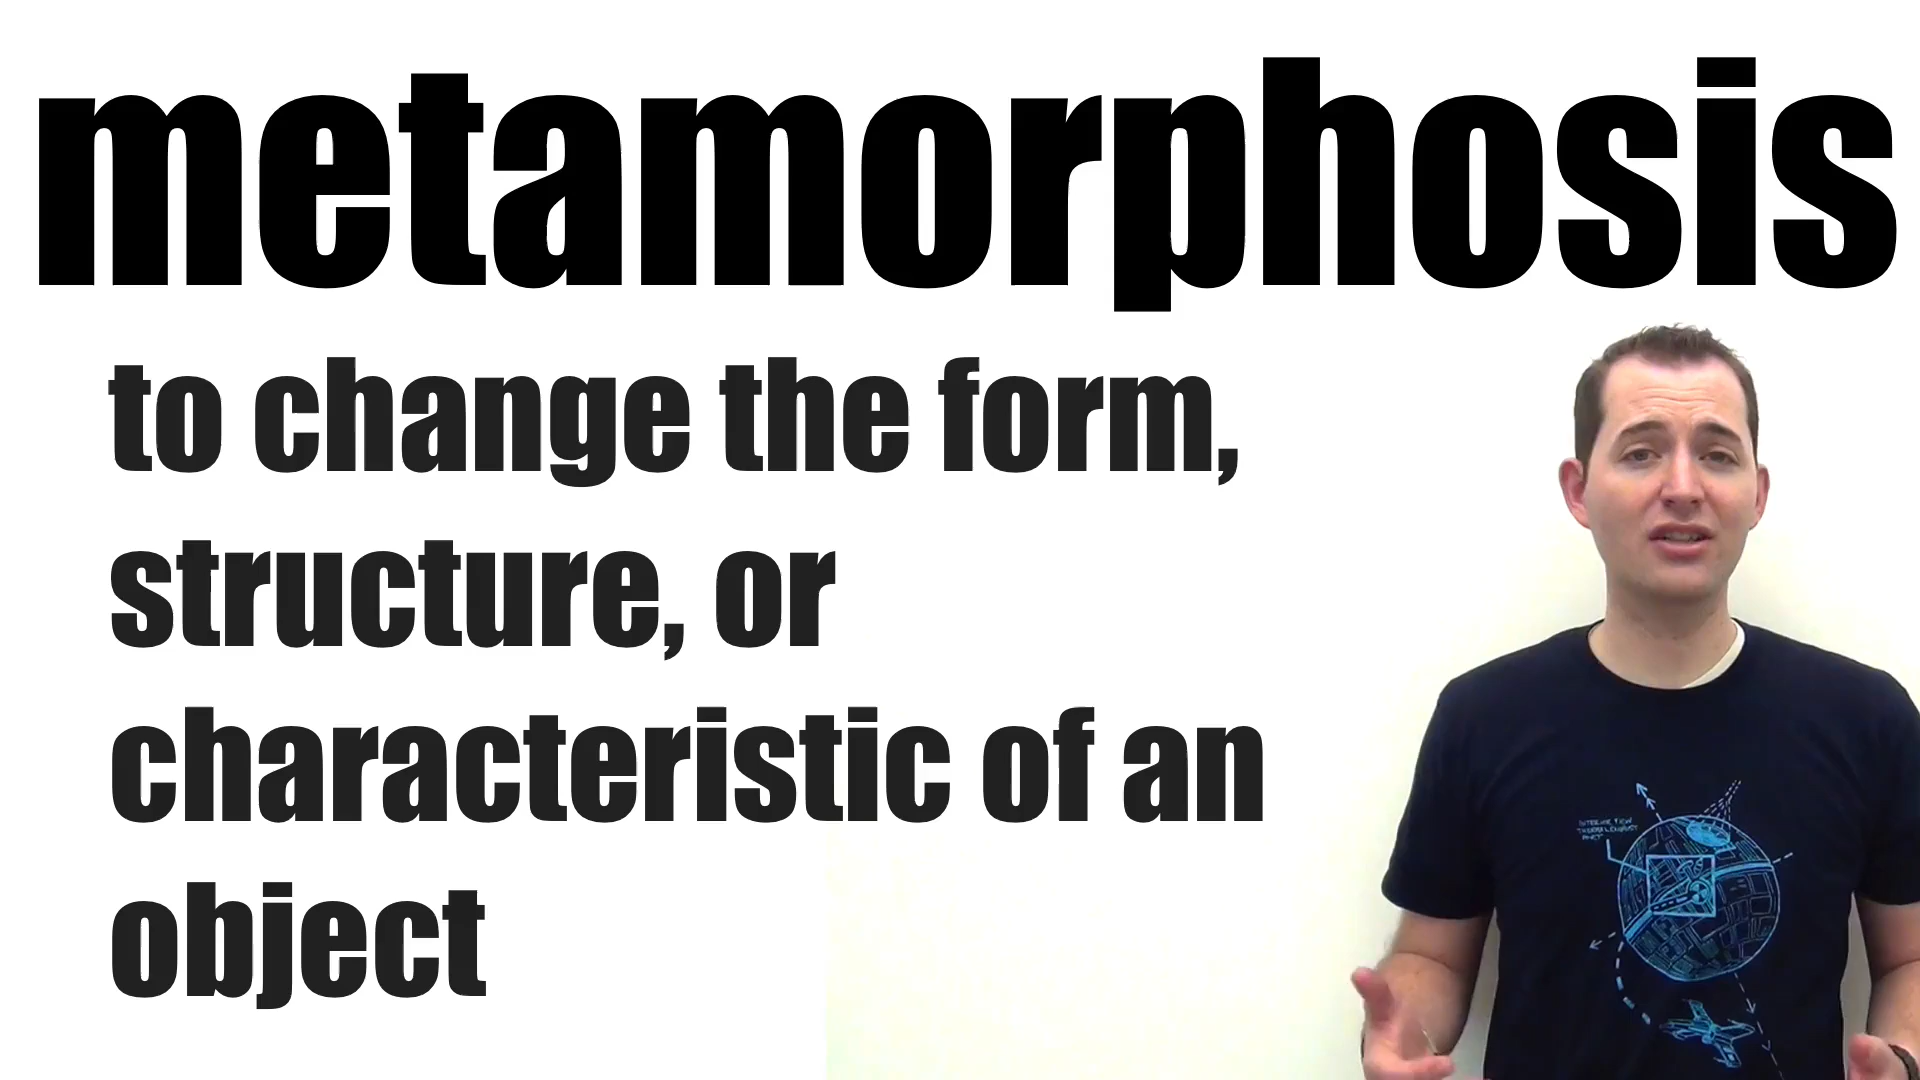 metamorphosis
to change the form,
structure, or
characteristic of an
object